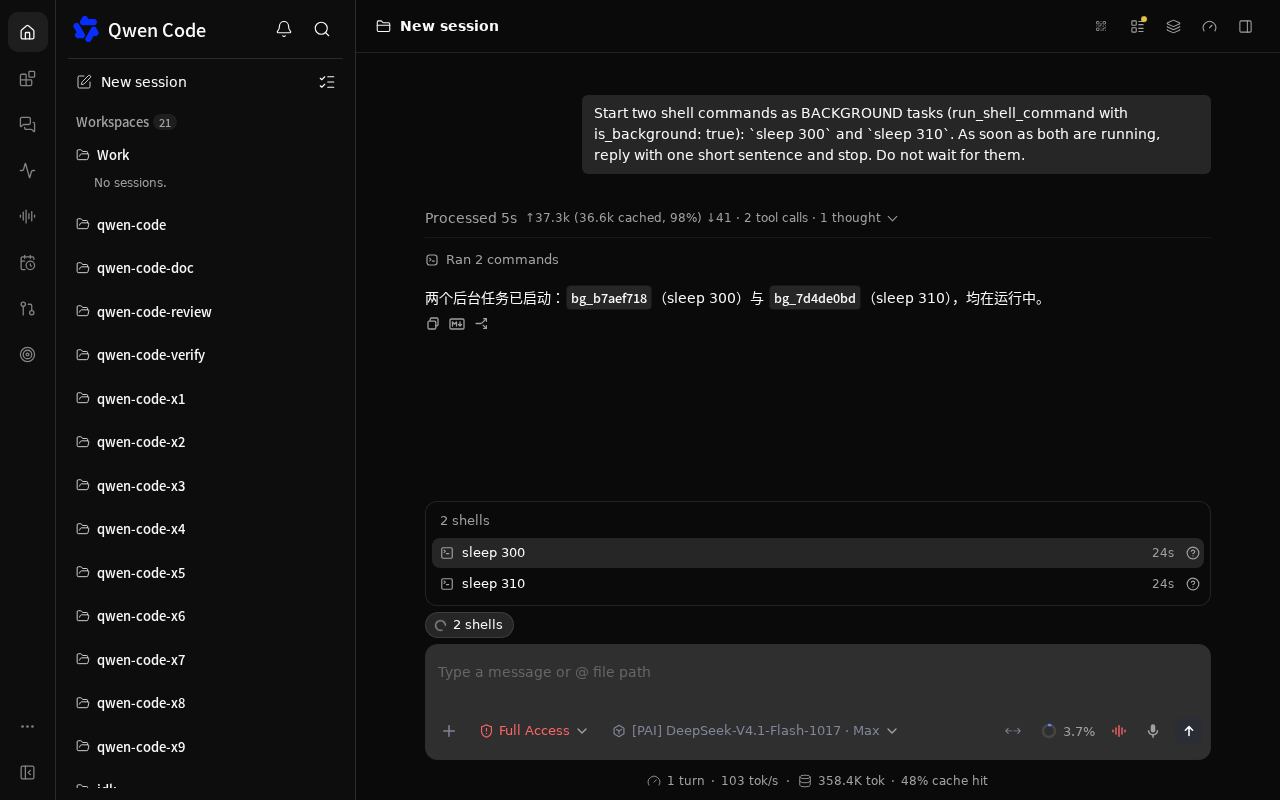 Qwen Code
New session
Workspaces 21
Work
No sessions.
qwen-code
qwen-code-doc
qwen-code-review
qwen-code-verify
qwen-code-x1
qwen-code-x2
qwen-code-x3
qwen-code-x4
qwen-code-x5
qwen-code-x6
qwen-code-x7
qwen-code-x8
qwen-code-x9
New session
Start two shell commands as BACKGROUND tasks (run_shell_command with
is_background: true): `sleep 300` and `sleep 310`. As soon as both are running,
reply with one short sentence and stop. Do not wait for them.
Processed 5s ↑37.3k (36.6k cached, 98%) ↓41 · 2 tool calls · 1 thought
Ran 2 commands
两个后台任务已启动：bg_b7aef718（sleep 300）与 bg_7d4de0bd（sleep 310），均在运行中。
2 shells
sleep 300 24s
sleep 310 24s
2 shells
Type a message or @ file path
Full Access [PAI] DeepSeek-V4.1-Flash-1017 · Max 3.7%
1 turn · 103 tok/s · 358.4K tok · 48% cache hit